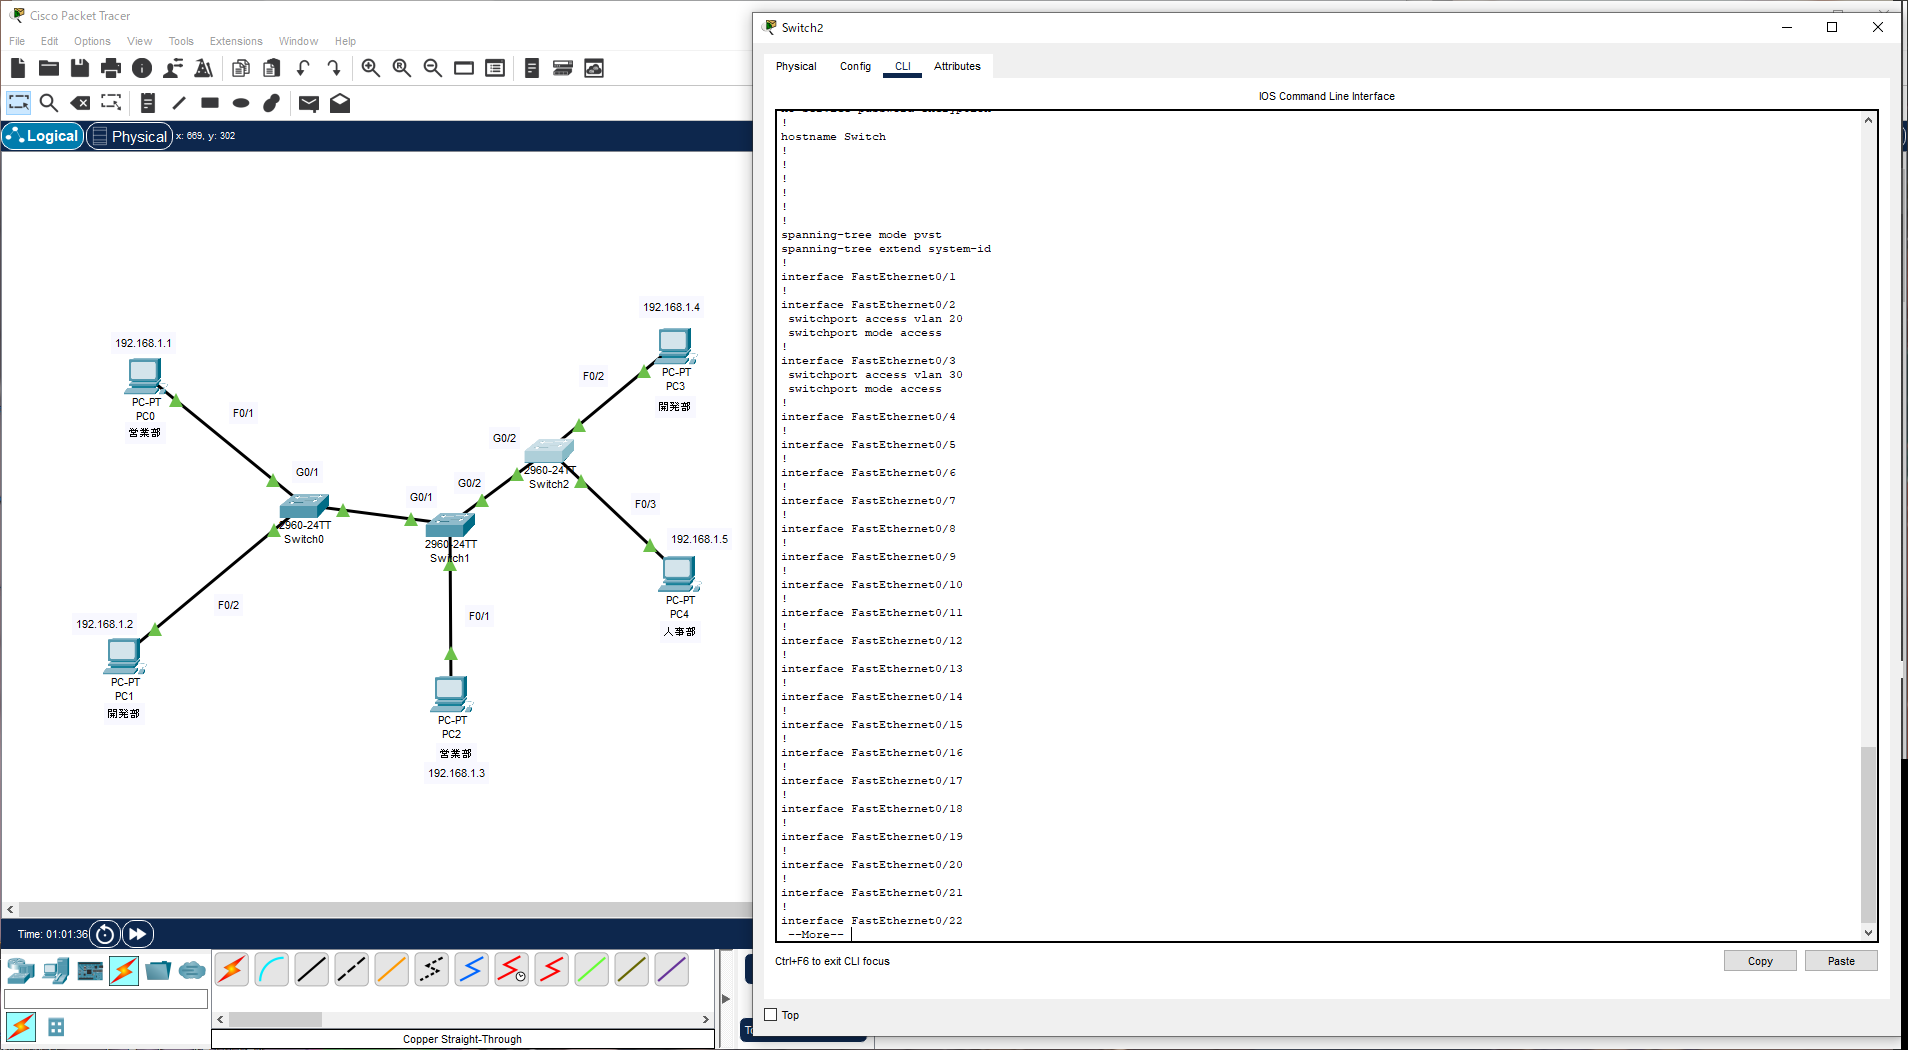 Cisco Packet Tracer
File Edit Options View Tools Extensions Window Help
Logical
Physical
x: 669, y: 302
192.168.1.1
PC-PT
PC0
営業部
F0/1
G0/1
2960-24TT
Switch0
F0/2
192.168.1.2
PC-PT
PC1
開発部
G0/1
G0/2
2960-24TT
Switch1
F0/1
PC-PT
PC2
営業部
192.168.1.3
G0/2
2960-24TT
Switch2
F0/2
192.168.1.4
PC-PT
PC3
開発部
F0/3
192.168.1.5
PC-PT
PC4
人事部
Time: 01:01:36
Copper Straight-Through
Switch2
Physical Config CLI Attributes
IOS Command Line Interface
no service password-encryption
!
hostname Switch
!
!
!
!
!
!
spanning-tree mode pvst
spanning-tree extend system-id
!
interface FastEthernet0/1
!
interface FastEthernet0/2
switchport access vlan 20
switchport mode access
!
interface FastEthernet0/3
switchport access vlan 30
switchport mode access
!
interface FastEthernet0/4
!
interface FastEthernet0/5
!
interface FastEthernet0/6
!
interface FastEthernet0/7
!
interface FastEthernet0/8
!
interface FastEthernet0/9
!
interface FastEthernet0/10
!
interface FastEthernet0/11
!
interface FastEthernet0/12
!
interface FastEthernet0/13
!
interface FastEthernet0/14
!
interface FastEthernet0/15
!
interface FastEthernet0/16
!
interface FastEthernet0/17
!
interface FastEthernet0/18
!
interface FastEthernet0/19
!
interface FastEthernet0/20
!
interface FastEthernet0/21
!
interface FastEthernet0/22
--More--
Ctrl+F6 to exit CLI focus
Copy
Paste
Top